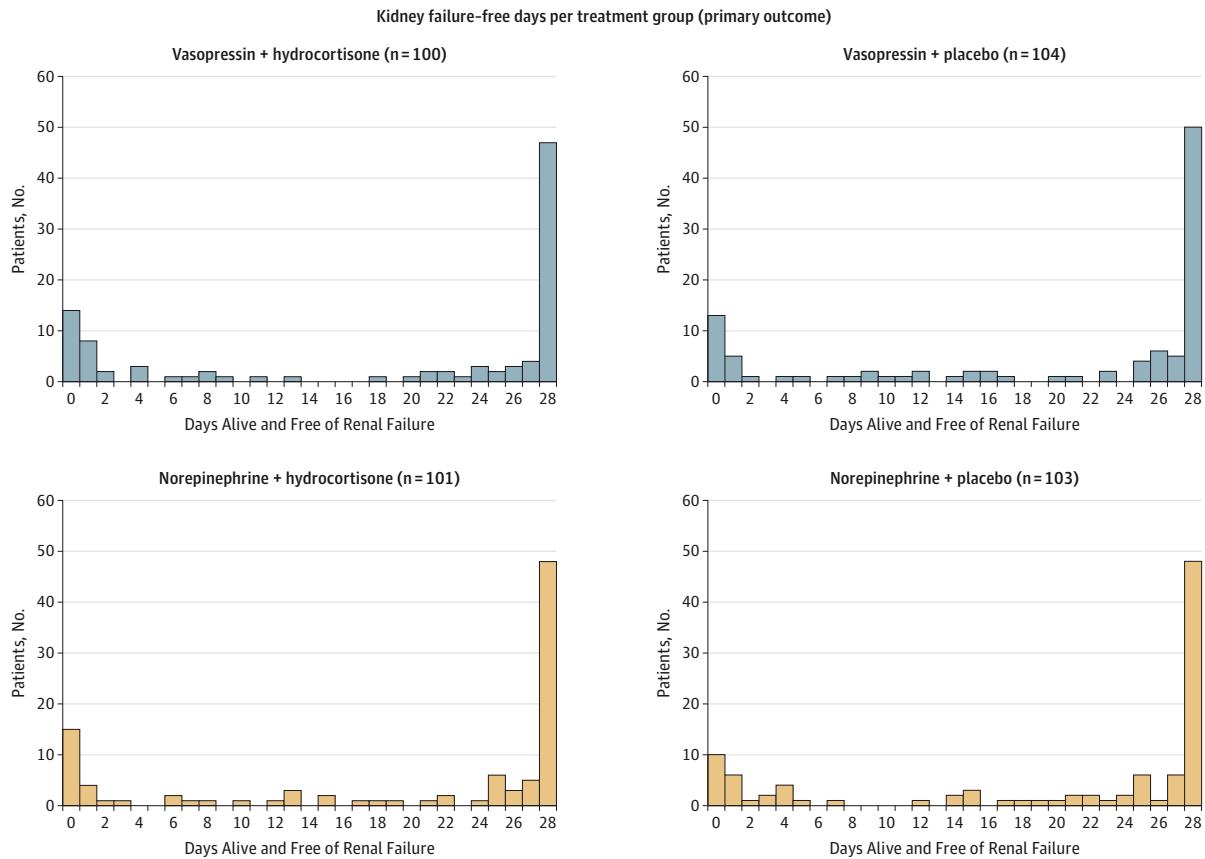 Kidney failure-free days per treatment group (primary outcome)
Vasopressin + hydrocortisone (n = 100)
60
50
40
30
20
10
0
Patients, No.
0 2 4 6 8 10 12 14 16 18 20 22 24 26 28
Days Alive and Free of Renal Failure
Vasopressin + placebo (n = 104)
60
50
40
30
20
10
0
Patients, No.
0 2 4 6 8 10 12 14 16 18 20 22 24 26 28
Days Alive and Free of Renal Failure
Norepinephrine + hydrocortisone (n = 101)
60
50
40
30
20
10
0
Patients, No.
0 2 4 6 8 10 12 14 16 18 20 22 24 26 28
Days Alive and Free of Renal Failure
Norepinephrine + placebo (n = 103)
60
50
40
30
20
10
0
Patients, No.
0 2 4 6 8 10 12 14 16 18 20 22 24 26 28
Days Alive and Free of Renal Failure